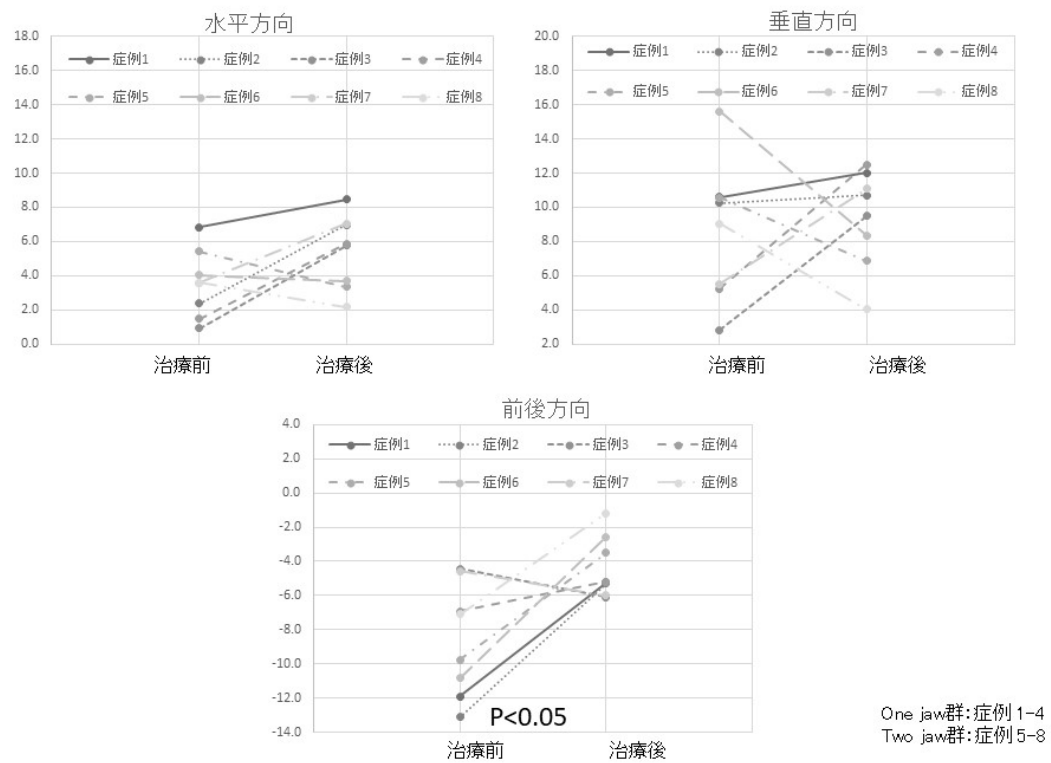 水平方向
18.0
16.0
14.0
12.0
10.0
8.0
6.0
4.0
2.0
0.0
症例1 症例2 症例3 症例4
症例5 症例6 症例7 症例8
治療前 治療後
垂直方向
20.0
18.0
16.0
14.0
12.0
10.0
8.0
6.0
4.0
2.0
症例1 症例2 症例3 症例4
症例5 症例6 症例7 症例8
治療前 治療後
前後方向
4.0
2.0
0.0
-2.0
-4.0
-6.0
-8.0
-10.0
-12.0
-14.0
症例1 症例2 症例3 症例4
症例5 症例6 症例7 症例8
P<0.05
治療前 治療後
One jaw群:症例1-4
Two jaw群:症例5-8